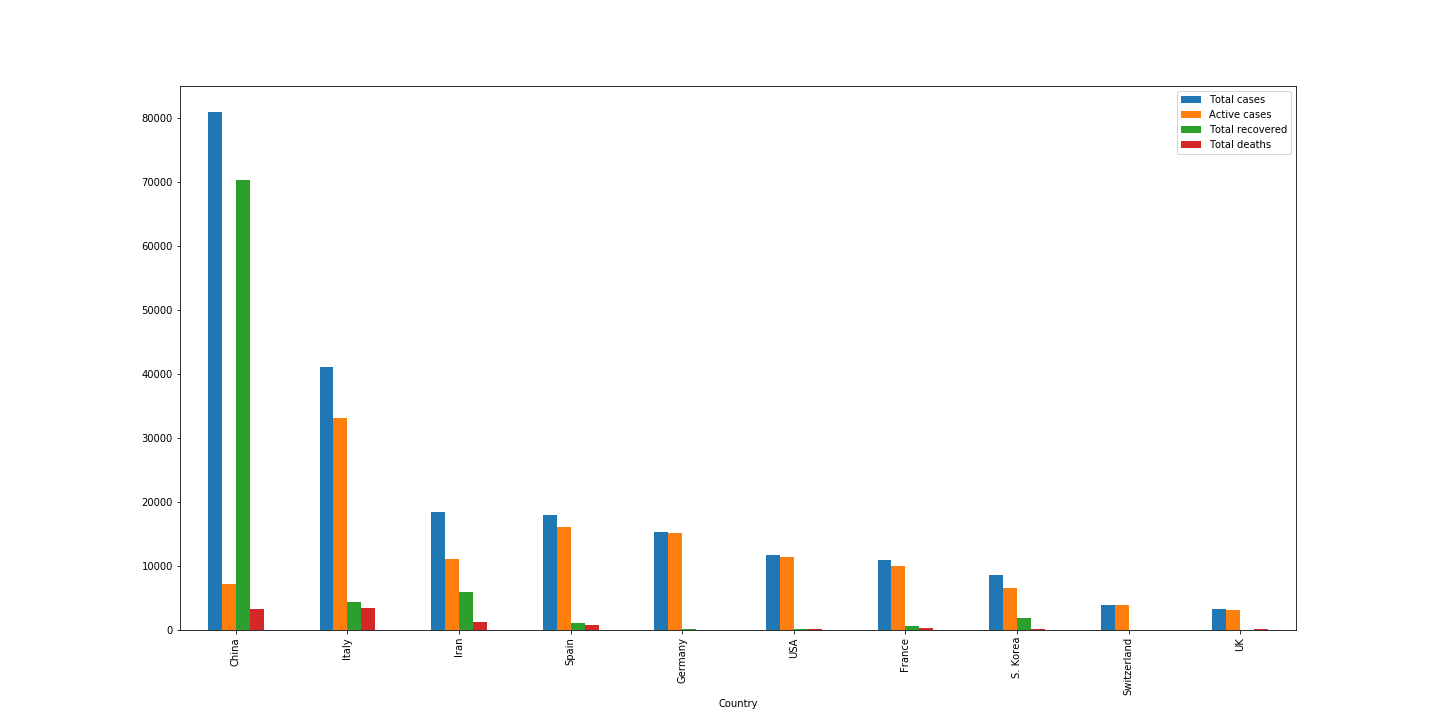 Total cases
Active cases
Total recovered
Total deaths
80000
70000
60000
50000
40000
30000
20000
10000
0
China
Italy
Iran
Spain
Germany
USA
France
S. Korea
Switzerland
UK
Country